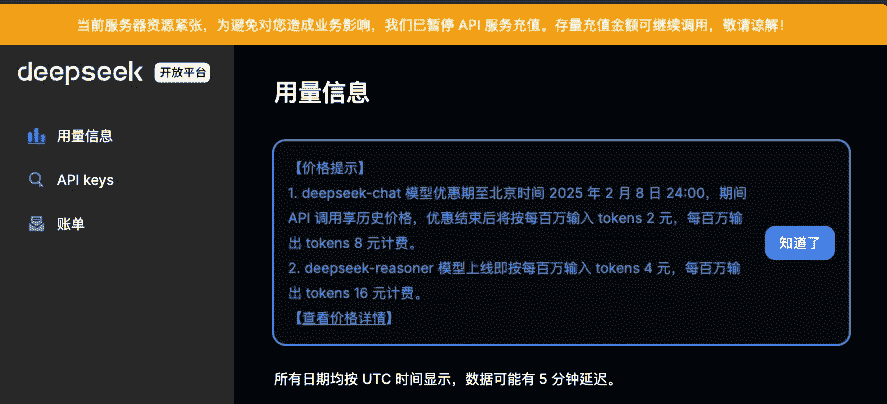 当前服务器资源紧张，为避免对您造成业务影响，我们已暂停 API 服务充值。存量充值金额可继续调用，敬请谅解！
deepseek 开放平台
用量信息
API keys
账单
用量信息
【价格提示】
1. deepseek-chat 模型优惠期至北京时间 2025 年 2 月 8 日 24:00，期间
API 调用享历史价格，优惠结束后将按每百万输入 tokens 2 元，每百万输
出 tokens 8 元计费。
2. deepseek-reasoner 模型上线即按每百万输入 tokens 4 元，每百万输
出 tokens 16 元计费。
【查看价格详情】
知道了
所有日期均按 UTC 时间显示，数据可能有 5 分钟延迟。